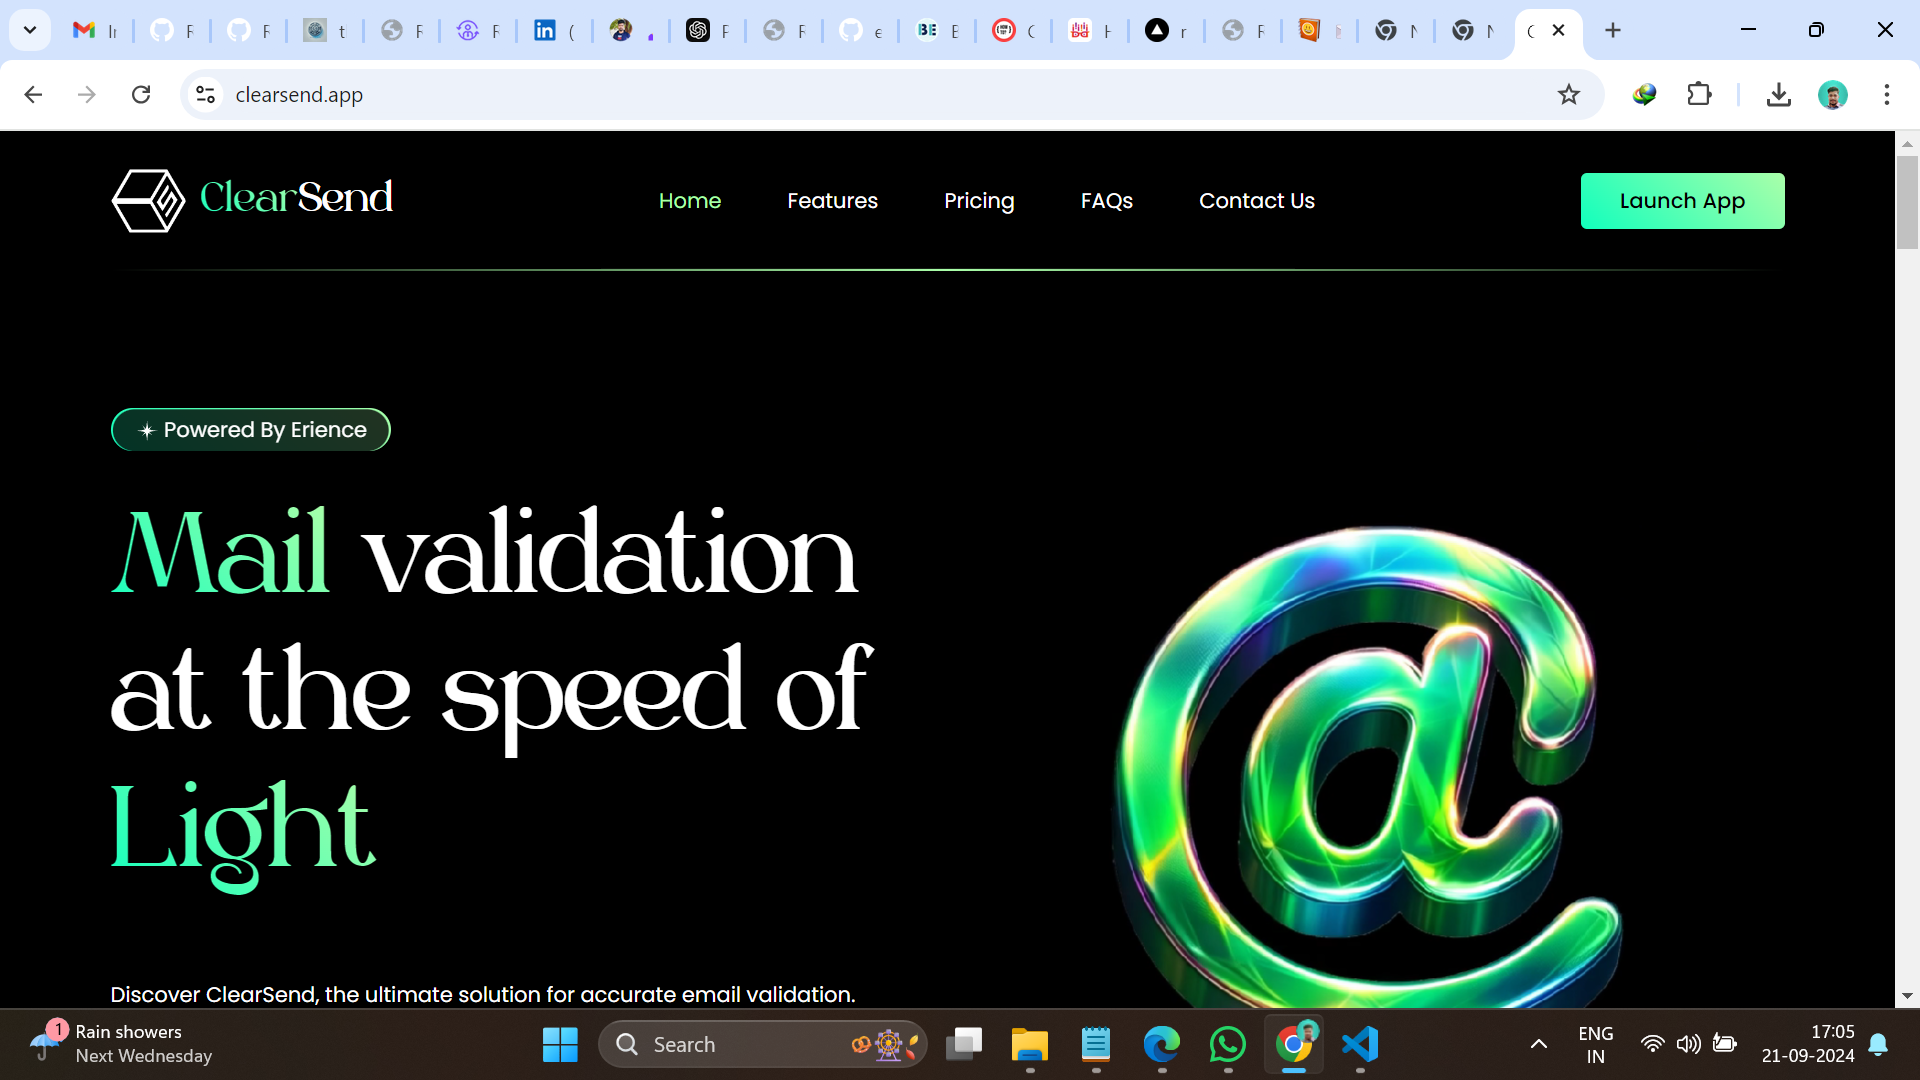 clearsend.app
ClearSend
Home
Features
Pricing
FAQs
Contact Us
Launch App
Powered By Erience
Mail validation
at the speed of
Light
Discover ClearSend, the ultimate solution for accurate email validation.
1
Rain showers
Next Wednesday
Search
ENG
IN
17:05
21-09-2024